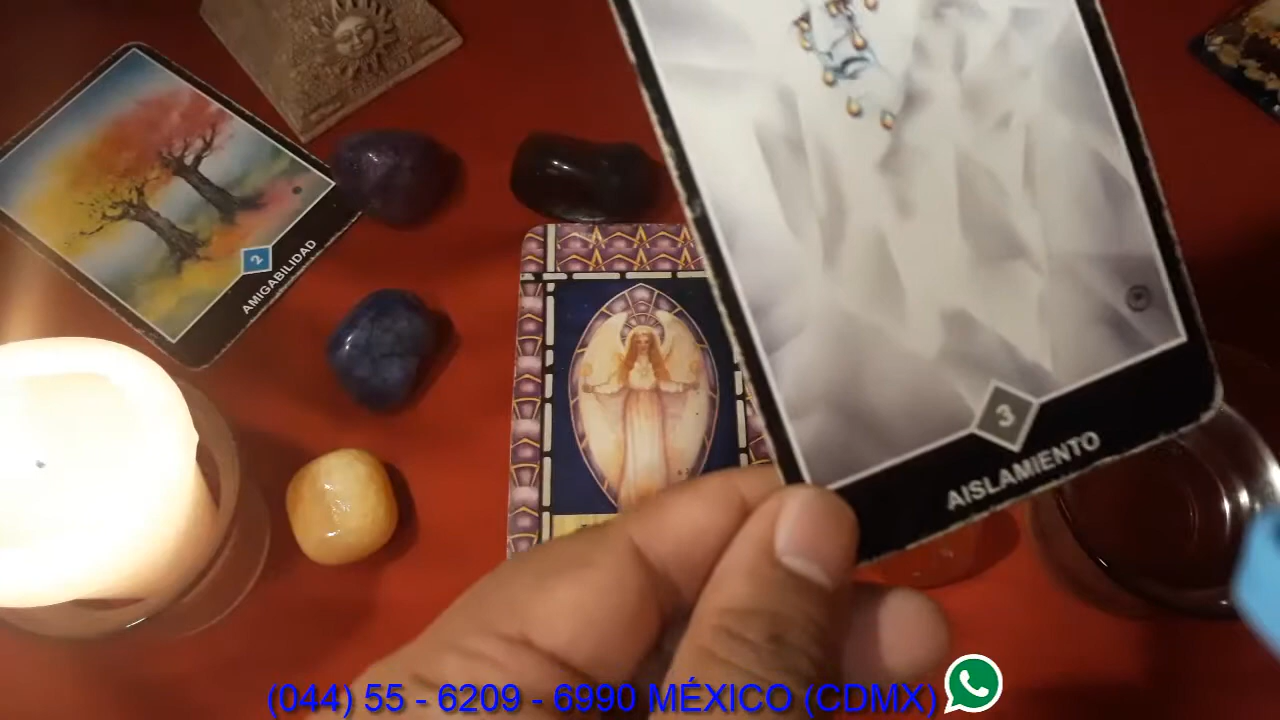 2
AMIGABILIDAD
3
AISLAMIENTO
(044) 55 - 6209 - 6990 MÉXICO (CDMX)